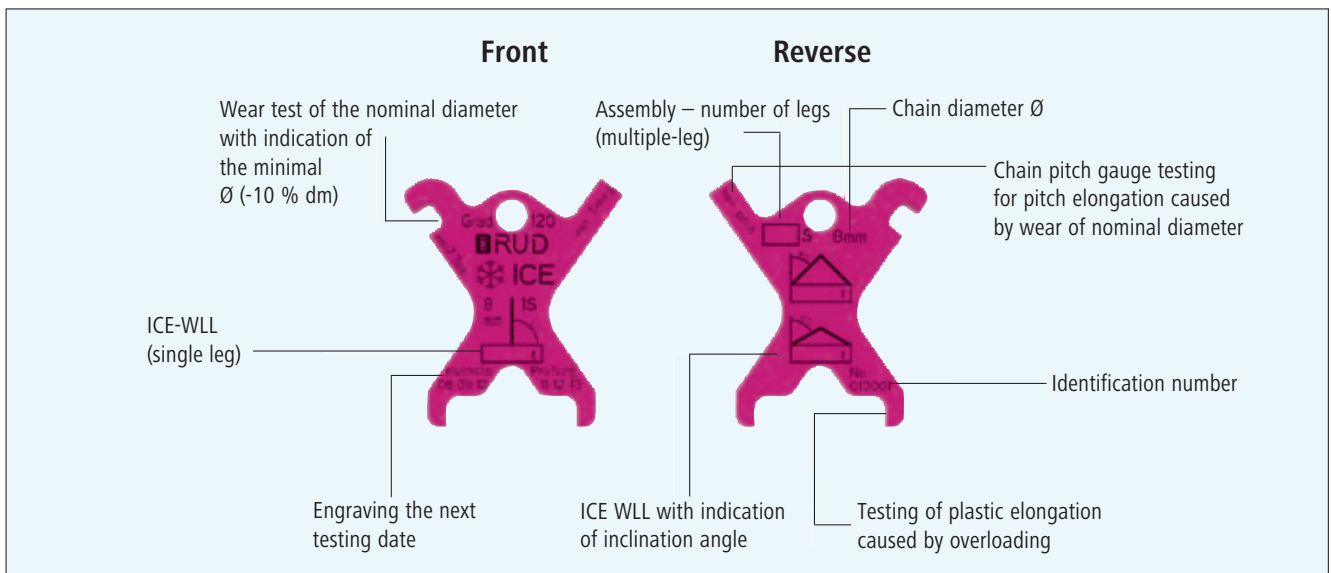 Front
Reverse
Wear test of the nominal diameter
with indication of
the minimal
Ø (-10 % dm)
Assembly – number of legs
(multiple-leg)
Chain diameter Ø
Chain pitch gauge testing
for pitch elongation caused
by wear of nominal diameter
Grad 120
RUD
ICE
8 1S
mm
t
S 8mm
t
t
No
ICE-WLL
(single leg)
Identification number
Engraving the next
testing date
ICE WLL with indication
of inclination angle
Testing of plastic elongation
caused by overloading